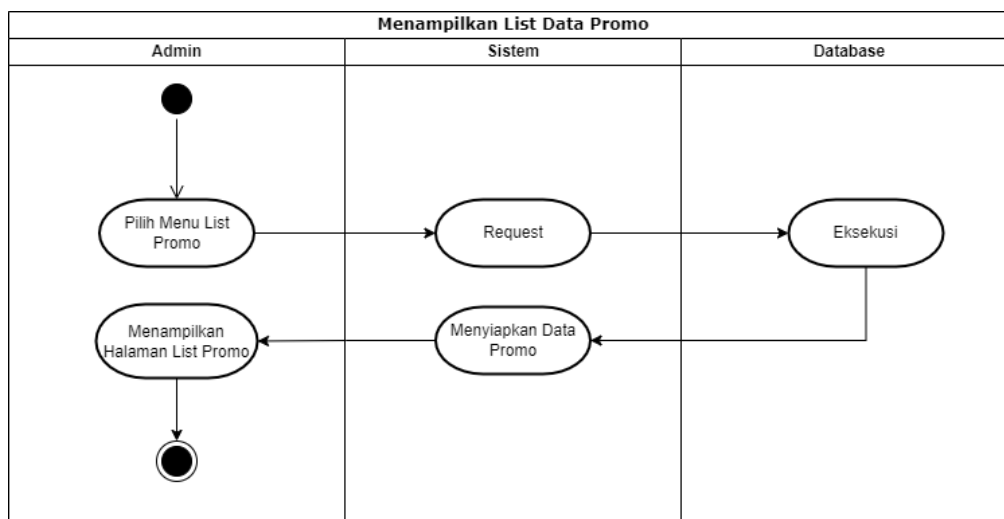 Menampilkan List Data Promo
Admin
Sistem
Database
Pilih Menu List
Promo
Request
Eksekusi
Menampilkan
Halaman List Promo
Menyiapkan Data
Promo